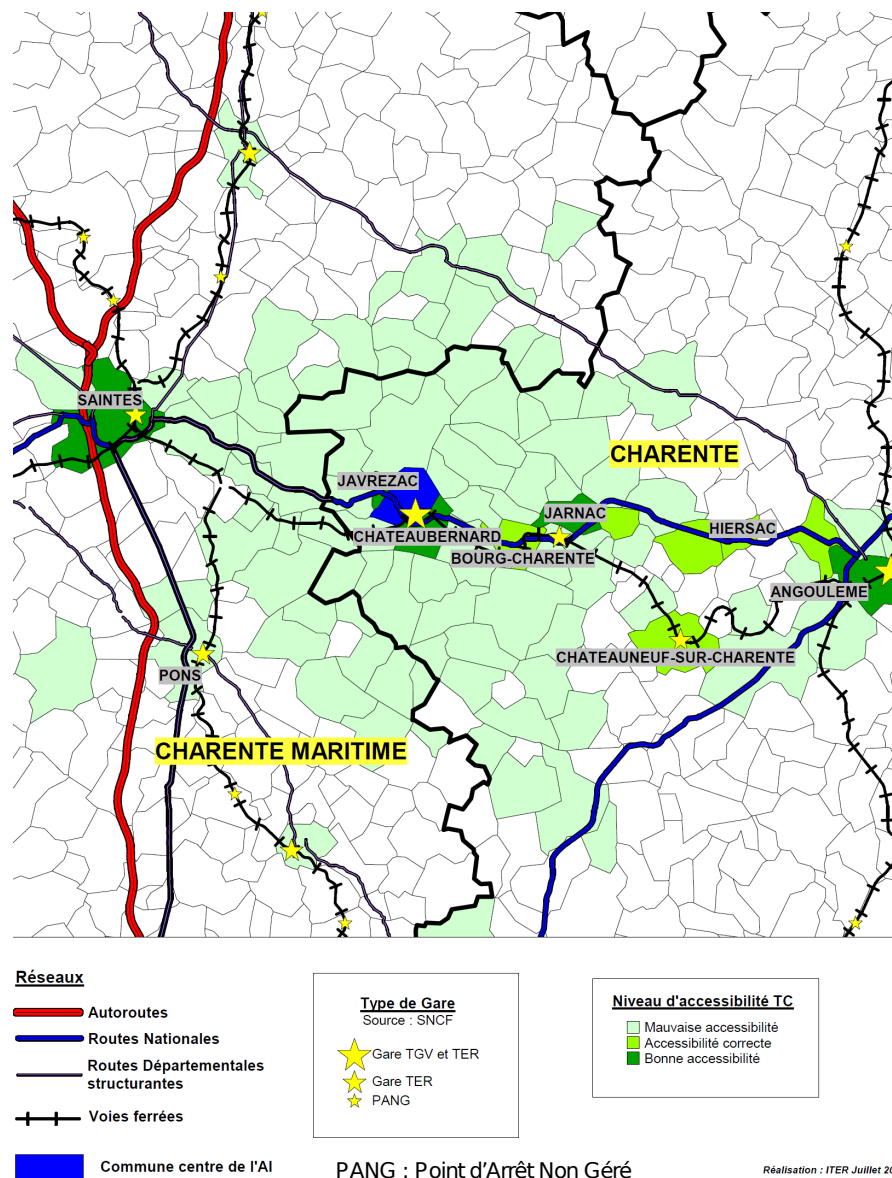 SAINTES
CHARENTE
JAVREZAC
JARNAC
HIERSAC
CHATEAUBERNARD
BOURG-CHARENTE
ANGOULEME
CHATEAUNEUF-SUR-CHARENTE
PONS
CHARENTE MARITIME
Réseaux
Autoroutes
Routes Nationales
Routes Départementales
structurantes
Voies ferrées
Commune centre de l'AI
Type de Gare
Source : SNCF
Gare TGV et TER
Gare TER
PANG
PANG : Point d'Arrêt Non Géré
Niveau d'accessibilité TC
Mauvaise accessibilité
Accessibilité correcte
Bonne accessibilité
Réalisation : ITER Juillet